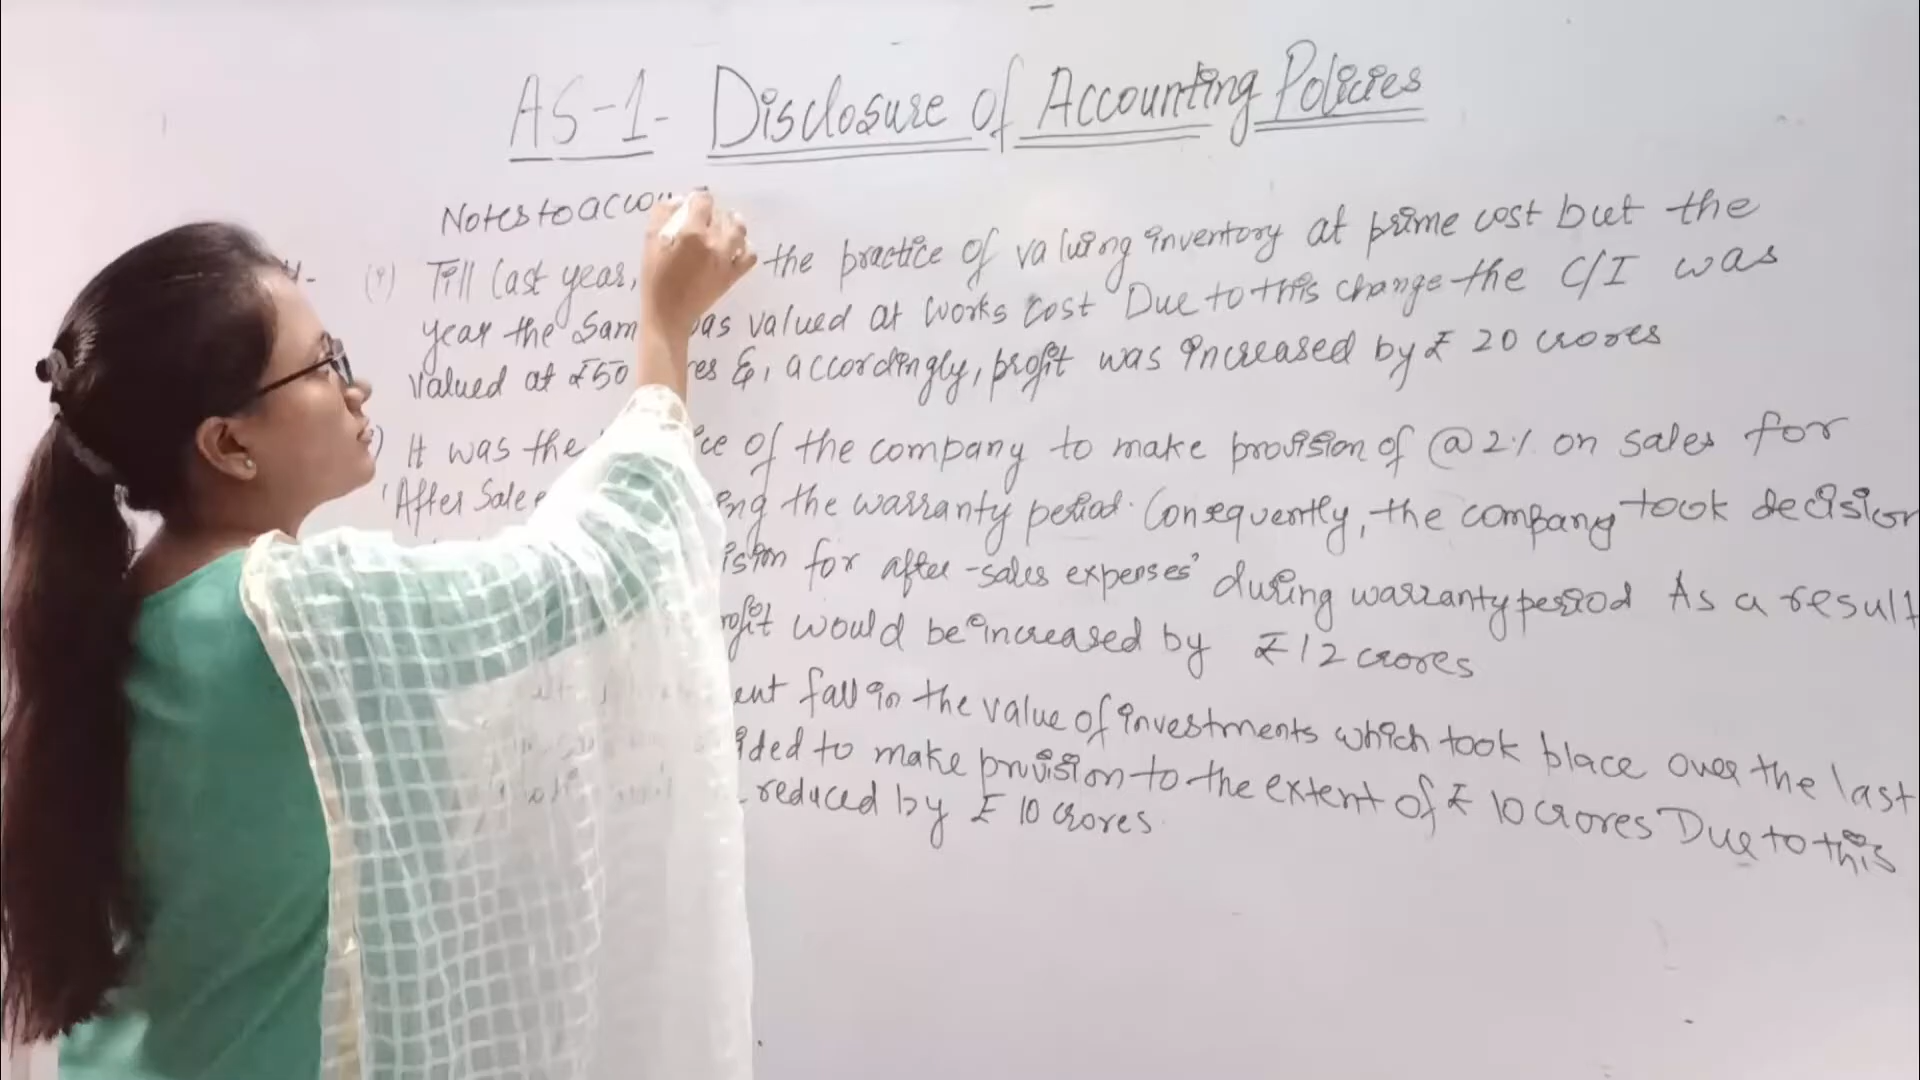 AS-1- Disclosure of Accounting Policies
Notes to accou
(i) Till last year, the practice of valuing inventory at prime cost but the
year the Sam as valued at works cost Due to this change the C/I was
valued at ₹50 res &, accordingly, profit was increased by ₹ 20 crores
) It was the ce of the company to make provision of @2% on sales for
'After Sale ing the warranty period. Consequently, the company took decision
ision for after-sales expenses' during warranty period As a result
rofit would be increased by ₹12 crores
ent fall in the value of investments which took place over the last
ided to make provision to the extent of ₹ 10 crores Due to this
reduced by ₹ 10 crores.